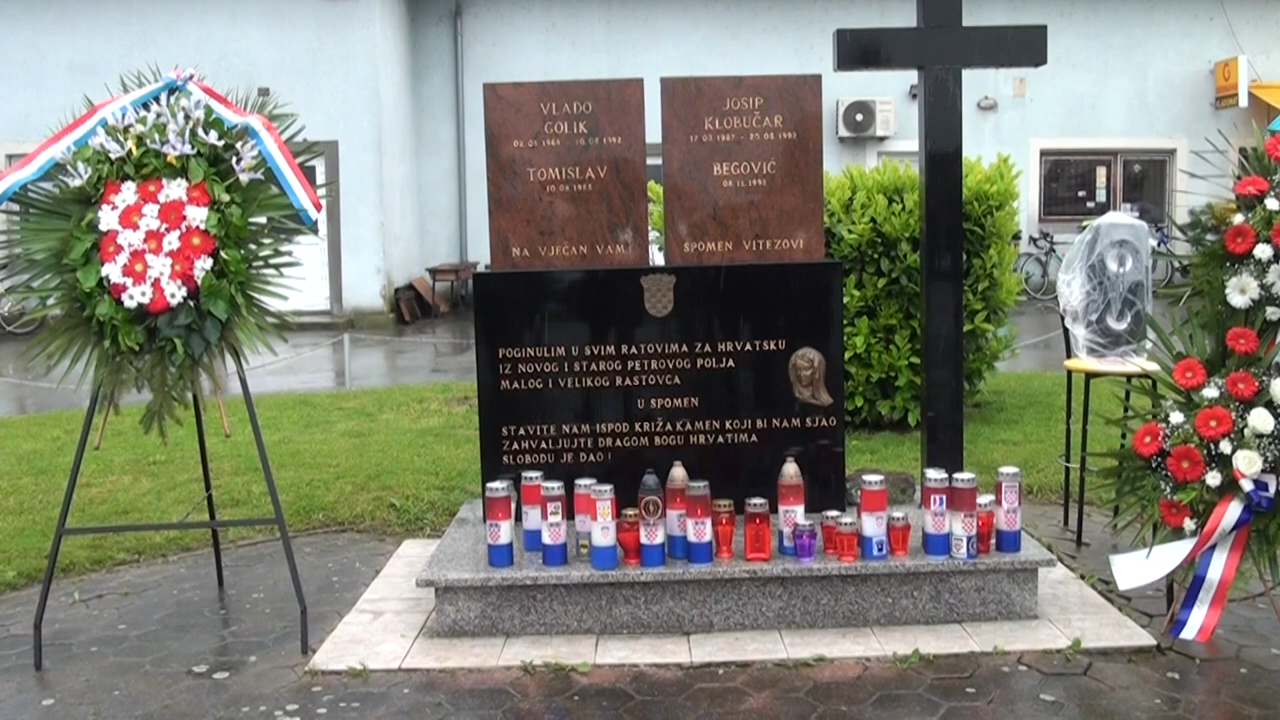 VLADO
GOLIK
TOMISLAV
NA VJEČAN VAM
JOSIP
KLOBUČAR
BEGOVIĆ
08.11.1992
SPOMEN VITEZOVI
POGINULIM U SVIM RATOVIMA ZA HRVATSKU
IZ NOVOG I STAROG PETROVOG POLJA
MALOG I VELIKOG RASTOVCA
U SPOMEN
STAVITE NAM ISPOD KRIŽA KAMEN KOJI BI NAM SJAO
ZAHVALJUJTE DRAGOM BOGU HRVATIMA
SLOBODU JE DAO !